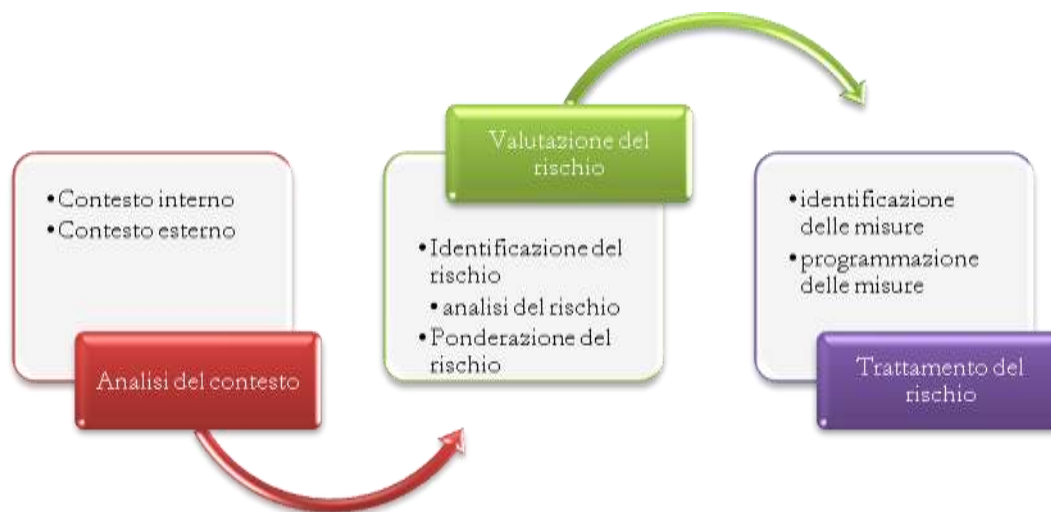 •Contesto interno
•Contesto esterno
Analisi del contesto
Valutazione del
rischio
•Identificazione del
rischio
•analisi del rischio
•Ponderazione del
rischio
•identificazione
delle misure
•programmazione
delle misure
Trattamento del
rischio